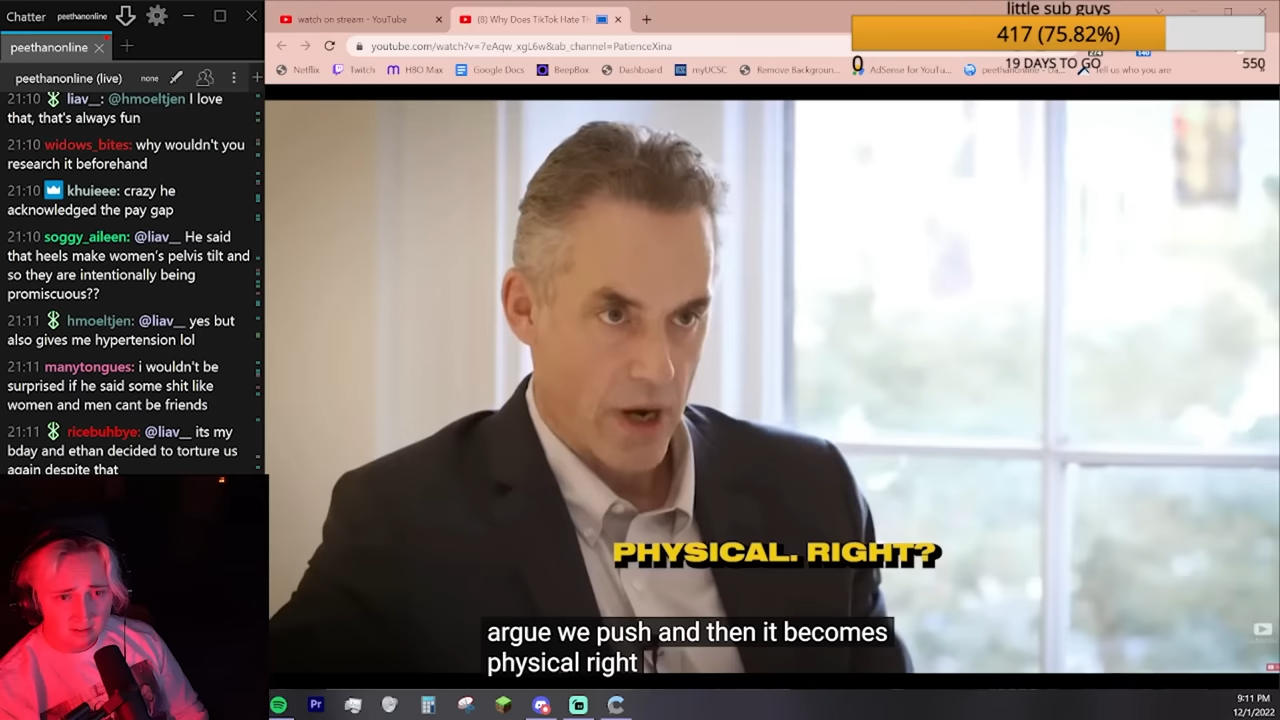 Chatter
peethanonline
peethanonline
peethanonline (live)
none
21:10 liav__: @hmoeltjen I love
that, that's always fun
21:10 widows_bites: why wouldn't you
research it beforehand
21:10 khuieee: crazy he
acknowledged the pay gap
21:10 soggy_aileen: @liav__ He said
that heels make women's pelvis tilt and
so they are intentionally being
promiscuous??
21:11 hmoeltjen: @liav__ yes but
also gives me hypertension lol
21:11 manytongues: i wouldn't be
surprised if he said some shit like
women and men cant be friends
21:11 ricebuhbye: @liav__ its my
bday and ethan decided to torture us
again despite that
watch on stream - YouTube
(8) Why Does TikTok Hate Th
youtube.com/watch?v=7eAqw_xgL6w&ab_channel=PatienceXina
Netflix
Twitch
HBO Max
Google Docs
BeepBox
Dashboard
myUCSC
Remove Backgroun...
AdSense for YouTu...
Tell us who you are
little sub guys
417 (75.82%)
0
19 DAYS TO GO
550
PHYSICAL. RIGHT?
argue we push and then it becomes
physical right
9:11 PM
12/1/2022